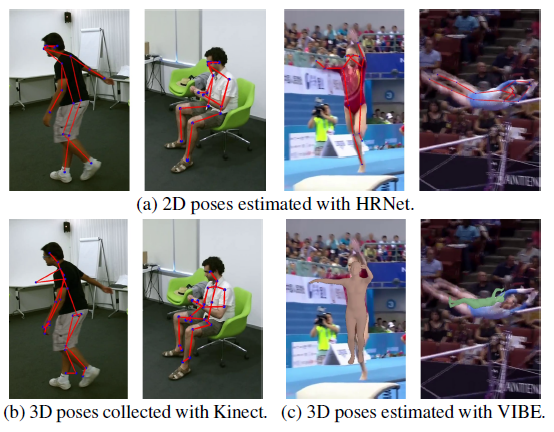 (a) 2D poses estimated with HRNet.
(b) 3D poses collected with Kinect. (c) 3D poses estimated with VIBE.